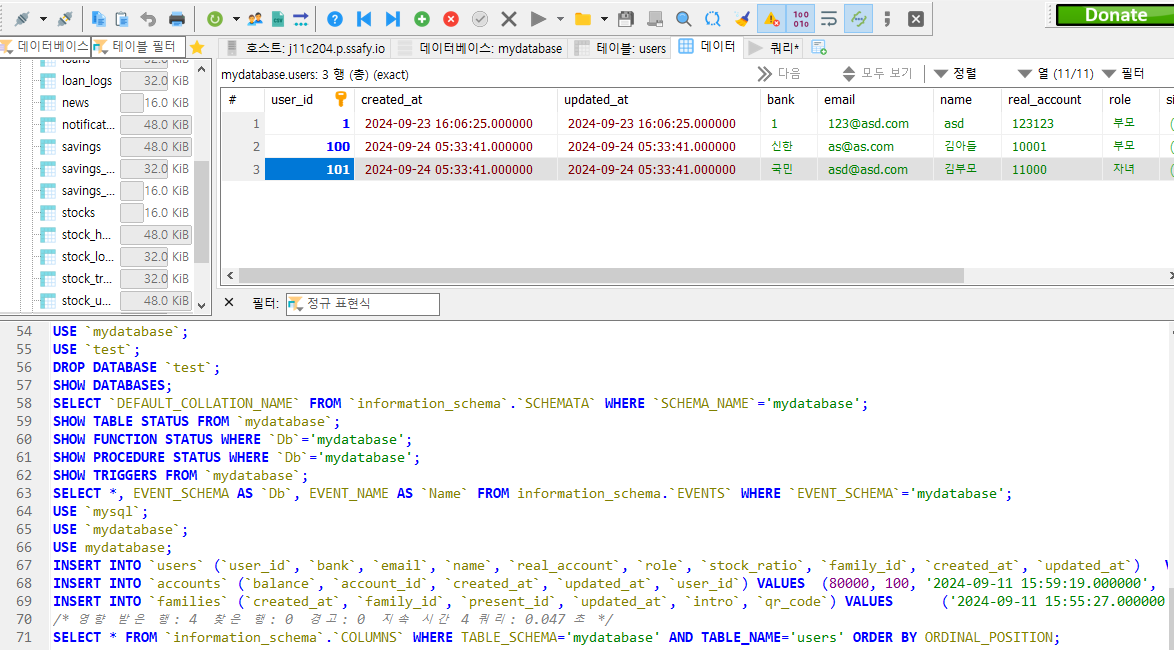 Donate
데이터베이스 테이블 필터 호스트: j11c204.p.ssafy.io 데이터베이스: mydatabase 테이블: users 데이터 쿼리*
mydatabase.users: 3 행 (총) (exact) 다음 모두 보기 정렬 열 (11/11) 필터
loans 32.0 KiB
loan_logs 32.0 KiB
news 16.0 KiB
notificat... 48.0 KiB
savings 48.0 KiB
savings_... 32.0 KiB
savings_... 16.0 KiB
stocks 16.0 KiB
stock_h... 48.0 KiB
stock_lo... 32.0 KiB
stock_tr... 32.0 KiB
stock_u... 48.0 KiB
# user_id created_at updated_at bank email name real_account role
1 1 2024-09-23 16:06:25.000000 2024-09-23 16:06:25.000000 1 123@asd.com asd 123123 부모
2 100 2024-09-24 05:33:41.000000 2024-09-24 05:33:41.000000 신한 as@as.com 김아들 10001 부모
3 101 2024-09-24 05:33:41.000000 2024-09-24 05:33:41.000000 국민 asd@asd.com 김부모 11000 자녀
필터: 정규 표현식
54 USE `mydatabase`;
55 USE `test`;
56 DROP DATABASE `test`;
57 SHOW DATABASES;
58 SELECT `DEFAULT_COLLATION_NAME` FROM `information_schema`.`SCHEMATA` WHERE `SCHEMA_NAME`='mydatabase';
59 SHOW TABLE STATUS FROM `mydatabase`;
60 SHOW FUNCTION STATUS WHERE `Db`='mydatabase';
61 SHOW PROCEDURE STATUS WHERE `Db`='mydatabase';
62 SHOW TRIGGERS FROM `mydatabase`;
63 SELECT *, EVENT_SCHEMA AS `Db`, EVENT_NAME AS `Name` FROM information_schema.`EVENTS` WHERE `EVENT_SCHEMA`='mydatabase';
64 USE `mysql`;
65 USE `mydatabase`;
66 USE mydatabase;
67 INSERT INTO `users` (`user_id`, `bank`, `email`, `name`, `real_account`, `role`, `stock_ratio`, `family_id`, `created_at`, `updated_at`)
68 INSERT INTO `accounts` (`balance`, `account_id`, `created_at`, `updated_at`, `user_id`) VALUES (80000, 100, '2024-09-11 15:59:19.000000',
69 INSERT INTO `families` (`created_at`, `family_id`, `present_id`, `updated_at`, `intro`, `qr_code`) VALUES ('2024-09-11 15:55:27.000000
70 /* 영향 받은 행: 4 찾은 행: 0 경고: 0 지속 시간 4 쿼리: 0.047 초 */
71 SELECT * FROM `information_schema`.`COLUMNS` WHERE TABLE_SCHEMA='mydatabase' AND TABLE_NAME='users' ORDER BY ORDINAL_POSITION;